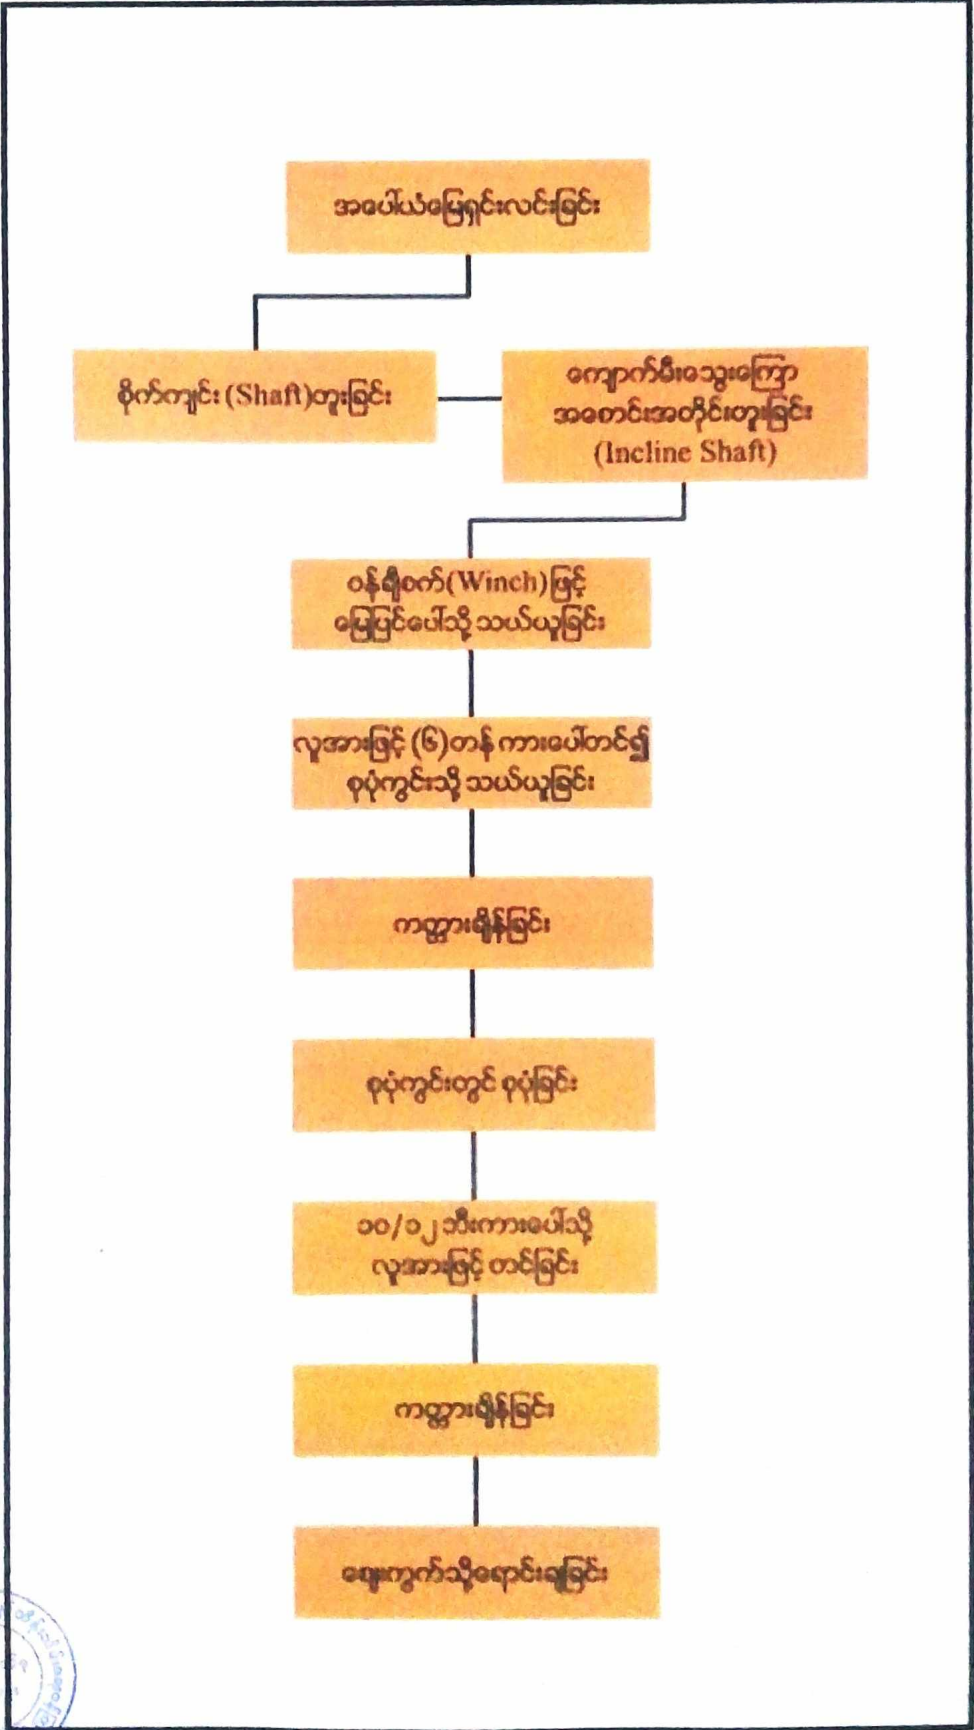 အပေါ်ယံမြေရှင်းလင်းခြင်း
စိုက်ကျင်း (Shaft)တူးခြင်း
ကျောက်မီးသွေးကြော
အစောင်းအတိုင်းတူးခြင်း
(Incline Shaft)
ဝန်ချီစက်(Winch)ဖြင့်
မြေပြင်ပေါ်သို့ သယ်ယူခြင်း
လူအားဖြင့် (၆)တန် ကားပေါ်တင်၍
စုပုံကွင်းသို့ သယ်ယူခြင်း
ကတ္တားချိန်ခြင်း
စုပုံကွင်းတွင် စုပုံခြင်း
၁၀/၁၂ ဘီးကားပေါ်သို့
လူအားဖြင့် တင်ခြင်း
ကတ္တားချိန်ခြင်း
ဈေးကွက်သို့ရောင်းချခြင်း